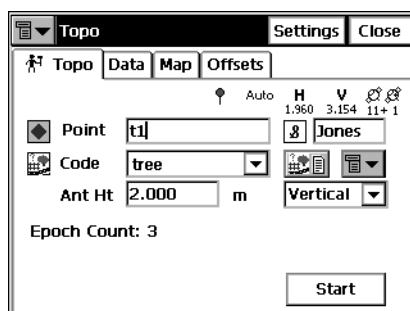 Topo Settings Close
Topo Data Map Offsets
Auto H V
1.960 3.154 11+ 1
Point t1 8 Jones
Code tree
Ant Ht 2.000 m Vertical
Epoch Count: 3
Start